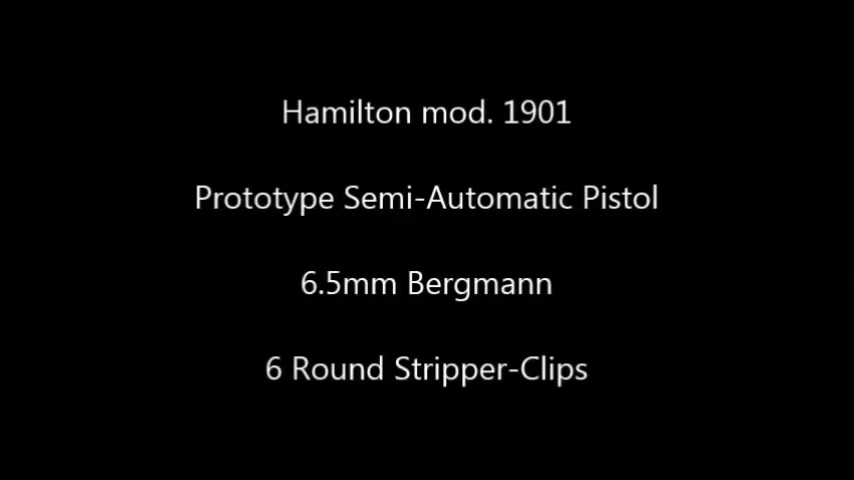 Hamilton mod. 1901
Prototype Semi-Automatic Pistol
6.5mm Bergmann
6 Round Stripper-Clips